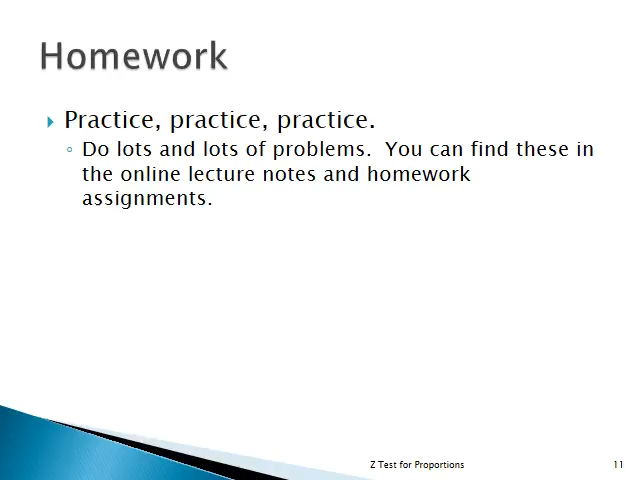 Homework
Practice, practice, practice.
Do lots and lots of problems.  You can find these in
the online lecture notes and homework
assignments.
Z Test for Proportions
11